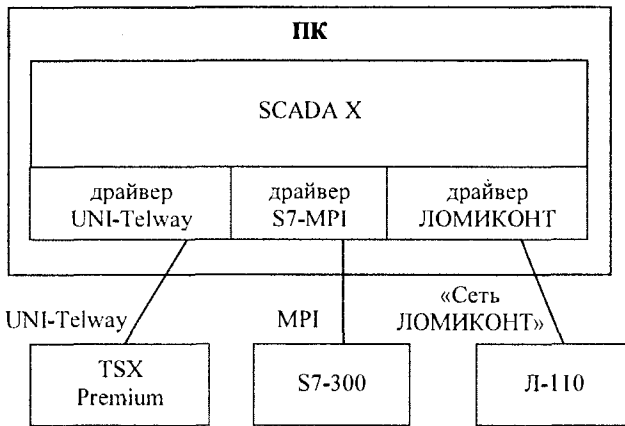 ПК
SCADA X
драйвер
UNI-Telway
драйвер
S7-MPI
драйвер
ЛОМИКОНТ
UNI-Telway
MPI
«Сеть
ЛОМИКОНТ»
TSX
Premium
S7-300
Л-110